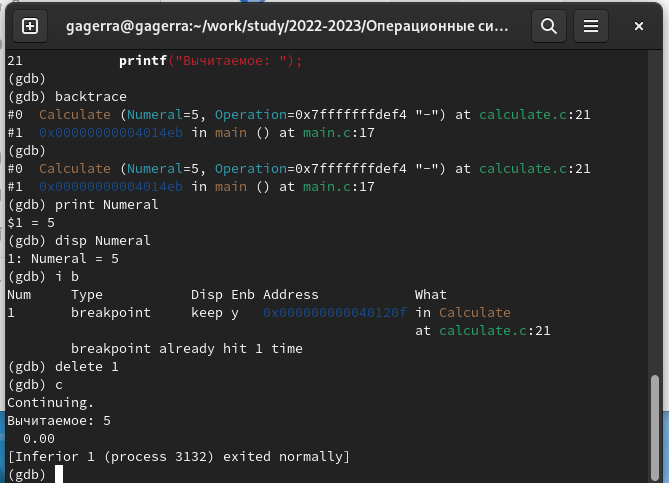 gagerra@gagerra:~/work/study/2022-2023/Операционные си...
21 printf("Вычитаемое: ");
(gdb)
(gdb) backtrace
#0 Calculate (Numeral=5, Operation=0x7fffffffdef4 "-") at calculate.c:21
#1 0x00000000004014eb in main () at main.c:17
(gdb)
#0 Calculate (Numeral=5, Operation=0x7fffffffdef4 "-") at calculate.c:21
#1 0x00000000004014eb in main () at main.c:17
(gdb) print Numeral
$1 = 5
(gdb) disp Numeral
1: Numeral = 5
(gdb) i b
Num Type Disp Enb Address What
1 breakpoint keep y 0x000000000040120f in Calculate
at calculate.c:21
breakpoint already hit 1 time
(gdb) delete 1
(gdb) c
Continuing.
Вычитаемое: 5
0.00
[Inferior 1 (process 3132) exited normally]
(gdb)